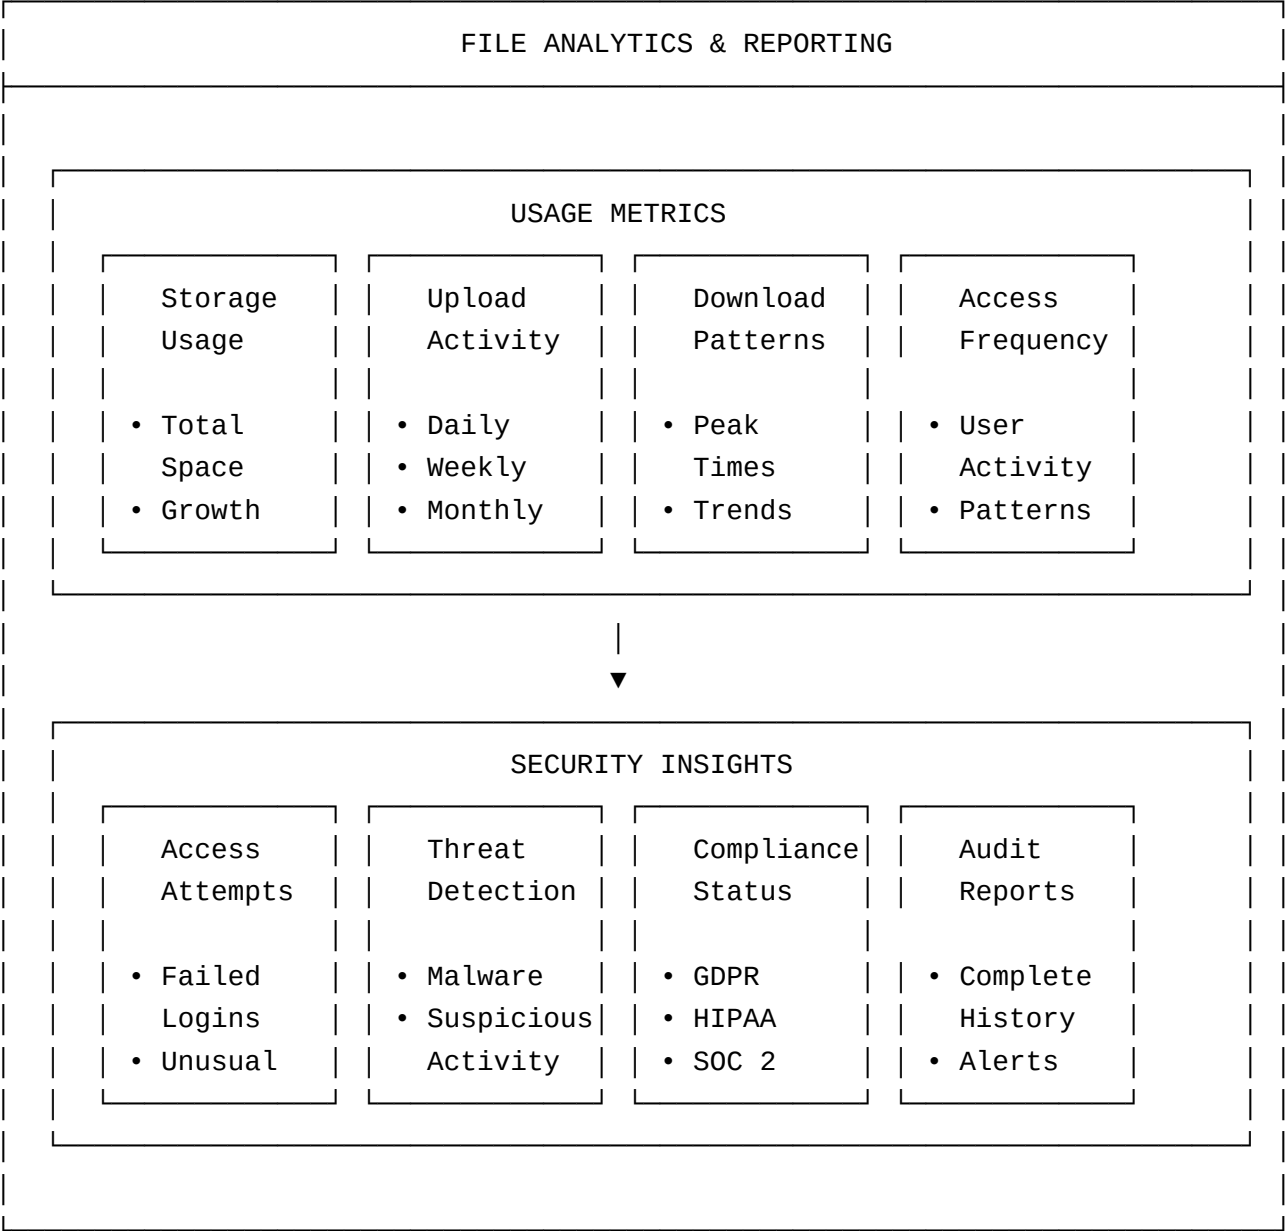 FILE ANALYTICS & REPORTING
USAGE METRICS
Storage Upload Download Access
Usage Activity Patterns Frequency
• Total • Daily • Peak • User
Space • Weekly Times Activity
• Growth • Monthly • Trends • Patterns
▼
SECURITY INSIGHTS
Access Threat Compliance Audit
Attempts Detection Status Reports
• Failed • Malware • GDPR • Complete
Logins • Suspicious • HIPAA History
• Unusual Activity • SOC 2 • Alerts